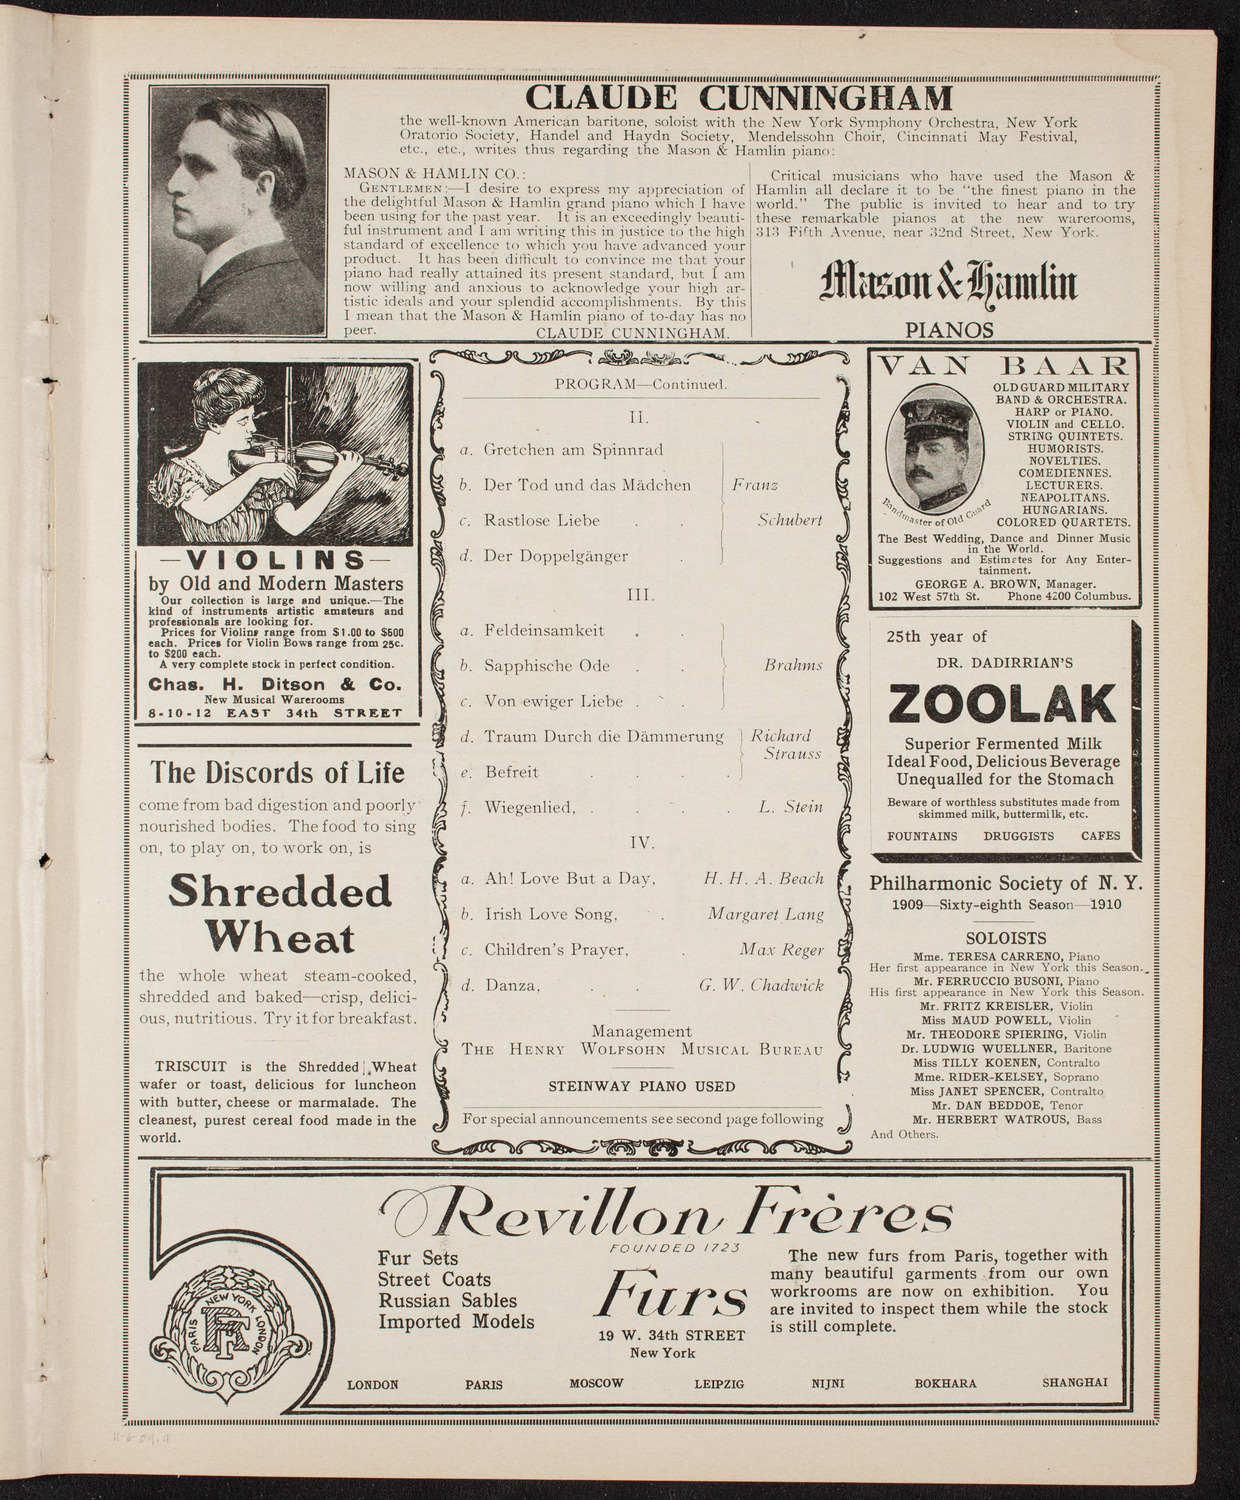 CLAUDE CUNNINGHAM
the well-known American baritone, soloist with the New York Symphony Orchestra, New York
Oratorio Society, Handel and Haydn Society, Mendelssohn Choir, Cincinnati May Festival,
etc., etc., writes thus regarding the Mason & Hamlin piano:
MASON & HAMLIN CO.:
GENTLEMEN:—I desire to express my appreciation of
the delightful Mason & Hamlin grand piano which I have
been using for the past year. It is an exceedingly beauti-
ful instrument and I am writing this in justice to the high
standard of excellence to which you have advanced your
product. It has been difficult to convince me that your
piano had really attained its present standard, but I am
now willing and anxious to acknowledge your high ar-
tistic ideals and your splendid accomplishments. By this
I mean that the Mason & Hamlin piano of to-day has no
peer. CLAUDE CUNNINGHAM.
Critical musicians who have used the Mason &
Hamlin all declare it to be "the finest piano in the
world." The public is invited to hear and to try
these remarkable pianos at the new warerooms,
313 Fifth Avenue, near 32nd Street, New York.
Mason & Hamlin
PIANOS
—VIOLINS—
by Old and Modern Masters
Our collection is large and unique.—The
kind of instruments artistic amateurs and
professionals are looking for.
Prices for Violins range from $1.00 to $500
each. Prices for Violin Bows range from 25c.
to $200 each.
A very complete stock in perfect condition.
Chas. H. Ditson & Co.
New Musical Warerooms
8-10-12 EAST 34th STREET
The Discords of Life
come from bad digestion and poorly
nourished bodies. The food to sing
on, to play on, to work on, is
Shredded
Wheat
the whole wheat steam-cooked,
shredded and baked—crisp, delici-
ous, nutritious. Try it for breakfast.
TRISCUIT is the Shredded Wheat
wafer or toast, delicious for luncheon
with butter, cheese or marmalade. The
cleanest, purest cereal food made in the
world.
PROGRAM—Continued.
II.
a. Gretchen am Spinnrad
b. Der Tod und das Mädchen Franz
c. Rastlose Liebe . . Schubert
d. Der Doppelgänger
III.
a. Feldeinsamkeit . .
b. Sapphische Ode . . Brahms
c. Von ewiger Liebe . .
d. Traum Durch die Dämmerung Richard
Strauss
e. Befreit . . . .
f. Wiegenlied, . . . . L. Stein
IV.
a. Ah! Love But a Day, H. H. A. Beach
b. Irish Love Song, . Margaret Lang
c. Children's Prayer, . Max Reger
d. Danza, . . G. W. Chadwick
Management
THE HENRY WOLFSOHN MUSICAL BUREAU
STEINWAY PIANO USED
For special announcements see second page following
VAN BAAR
Bandmaster of Old Guard
OLD GUARD MILITARY
BAND & ORCHESTRA.
HARP or PIANO.
VIOLIN and CELLO.
STRING QUINTETS.
HUMORISTS.
NOVELTIES.
COMEDIENNES.
LECTURERS.
NEAPOLITANS.
HUNGARIANS.
COLORED QUARTETS.
The Best Wedding, Dance and Dinner Music
in the World.
Suggestions and Estimates for Any Enter-
tainment.
GEORGE A. BROWN, Manager.
102 West 57th St. Phone 4200 Columbus.
25th year of
DR. DADIRRIAN'S
ZOOLAK
Superior Fermented Milk
Ideal Food, Delicious Beverage
Unequalled for the Stomach
Beware of worthless substitutes made from
skimmed milk, buttermilk, etc.
FOUNTAINS DRUGGISTS CAFES
Philharmonic Society of N. Y.
1909—Sixty-eighth Season—1910
SOLOISTS
Mme. TERESA CARRENO, Piano
Her first appearance in New York this Season.
Mr. FERRUCCIO BUSONI, Piano
His first appearance in New York this Season.
Mr. FRITZ KREISLER, Violin
Miss MAUD POWELL, Violin
Mr. THEODORE SPIERING, Violin
Dr. LUDWIG WUELLNER, Baritone
Miss TILLY KOENEN, Contralto
Mme. RIDER-KELSEY, Soprano
Miss JANET SPENCER, Contralto
Mr. DAN BEDDOE, Tenor
Mr. HERBERT WATROUS, Bass
And Others.
Revillon Frères
FOUNDED 1723
Fur Sets
Street Coats
Russian Sables
Imported Models
Furs
19 W. 34th STREET
New York
The new furs from Paris, together with
many beautiful garments from our own
workrooms are now on exhibition. You
are invited to inspect them while the stock
is still complete.
PARIS NEW YORK LONDON
RF
LONDON PARIS MOSCOW LEIPZIG NIJNI BOKHARA SHANGHAI
11-6-09.4